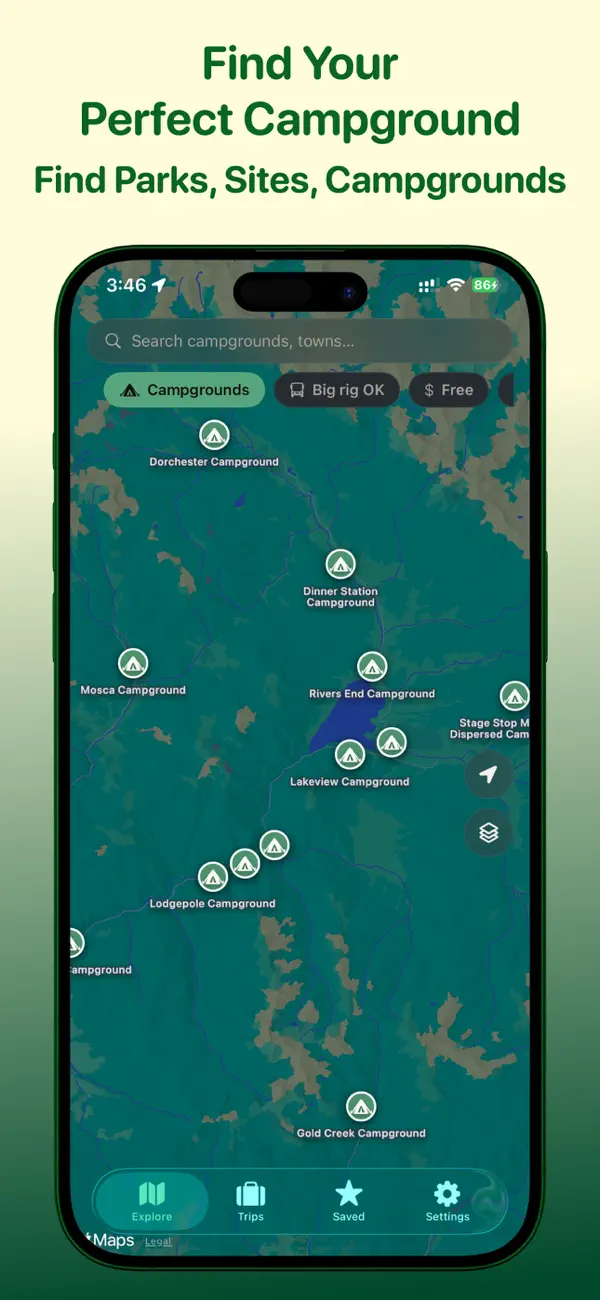 Find Your
Perfect Campground
Find Parks, Sites, Campgrounds
3:46
86
Search campgrounds, towns...
Campgrounds
Big rig OK
$ Free
Dorchester Campground
Dinner Station
Campground
Mosca Campground
Rivers End Campground
Stage Stop M
Dispersed Cam
Lakeview Campground
Lodgepole Campground
ampground
Gold Creek Campground
Explore
Trips
Saved
Settings
Maps
Legal